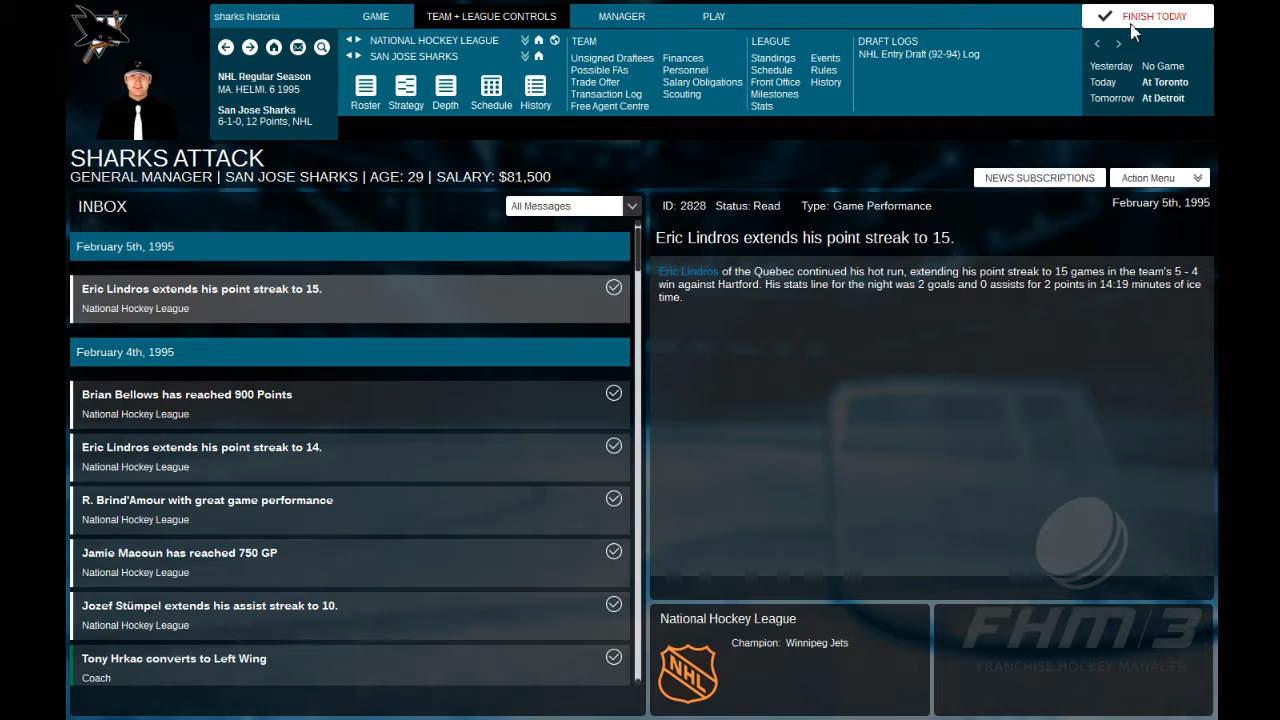 sharks historia
GAME
TEAM + LEAGUE CONTROLS
MANAGER
PLAY
FINISH TODAY
NHL Regular Season
MA. HELMI. 6 1995
San Jose Sharks
6-1-0, 12 Points, NHL
NATIONAL HOCKEY LEAGUE
SAN JOSE SHARKS
Roster
Strategy
Depth
Schedule
History
TEAM
Unsigned Draftees
Finances
Possible FAs
Personnel
Trade Offer
Salary Obligations
Transaction Log
Scouting
Free Agent Centre
LEAGUE
Standings
Events
Schedule
Rules
Front Office
History
Milestones
Stats
DRAFT LOGS
NHL Entry Draft (92-94) Log
Yesterday No Game
Today At Toronto
Tomorrow At Detroit
SHARKS ATTACK
GENERAL MANAGER | SAN JOSE SHARKS | AGE: 29 | SALARY: $81,500
NEWS SUBSCRIPTIONS
Action Menu
INBOX
All Messages
February 5th, 1995
Eric Lindros extends his point streak to 15.
National Hockey League
February 4th, 1995
Brian Bellows has reached 900 Points
National Hockey League
Eric Lindros extends his point streak to 14.
National Hockey League
R. Brind'Amour with great game performance
National Hockey League
Jamie Macoun has reached 750 GP
National Hockey League
Jozef Stümpel extends his assist streak to 10.
National Hockey League
Tony Hrkac converts to Left Wing
Coach
ID: 2828 Status: Read Type: Game Performance
February 5th, 1995
Eric Lindros extends his point streak to 15.
Eric Lindros of the Quebec continued his hot run, extending his point streak to 15 games in the team's 5 - 4
win against Hartford. His stats line for the night was 2 goals and 0 assists for 2 points in 14:19 minutes of ice
time.
National Hockey League
Champion: Winnipeg Jets
NHL
FHM/3
FRANCHISE HOCKEY MANAGER